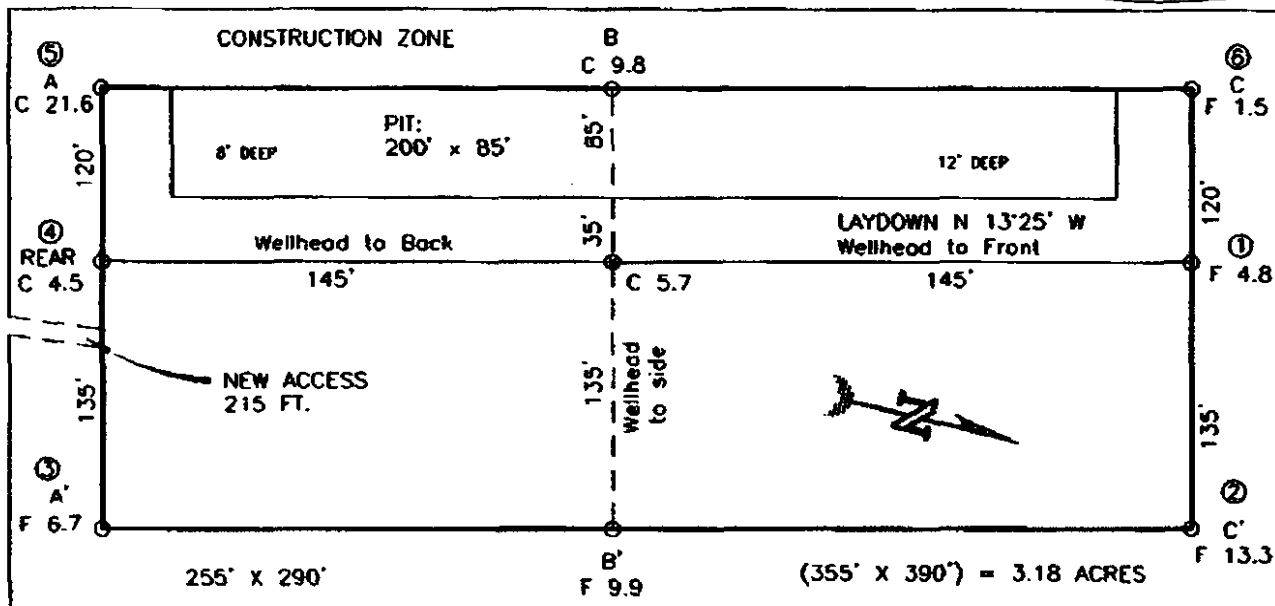 CONSTRUCTION ZONE
B
C 9.8
⑤
A
C 21.6
⑥
C
F 1.5
PIT:
200' x 85'
8' DEEP
85'
12' DEEP
120'
120'
35'
LAYDOWN N 13°25' W
Wellhead to Back
Wellhead to Front
④
REAR
C 4.5
145'
C 5.7
145'
①
F 4.8
NEW ACCESS
215 FT.
135'
135'
Wellhead
to side
N
135'
③
A'
F 6.7
②
C'
F 13.3
B'
F 9.9
255' X 290'
(355' X 390') = 3.18 ACRES